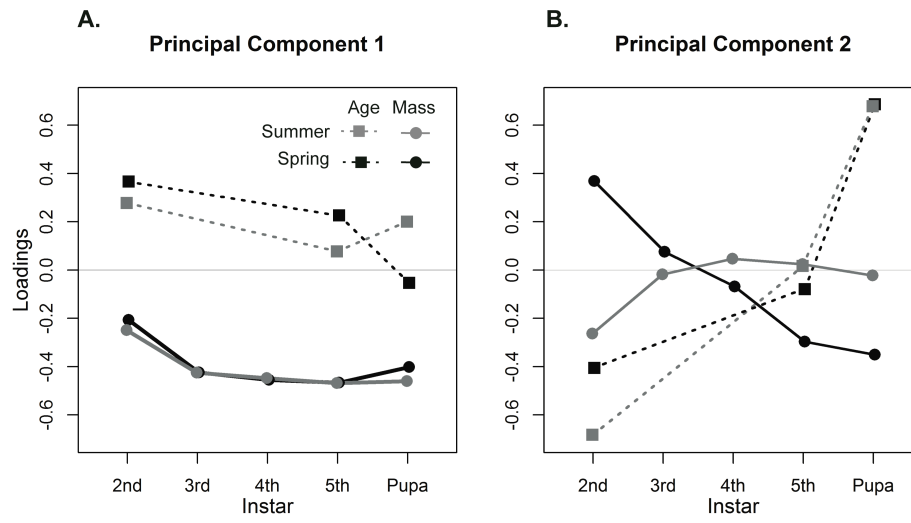 A.
Principal Component 1
Age Mass
Summer
Spring
Loadings
0.6
0.4
0.2
0.0
-0.2
-0.4
-0.6
2nd 3rd 4th 5th Pupa
Instar
B.
Principal Component 2
0.6
0.4
0.2
0.0
-0.2
-0.4
-0.6
2nd 3rd 4th 5th Pupa
Instar